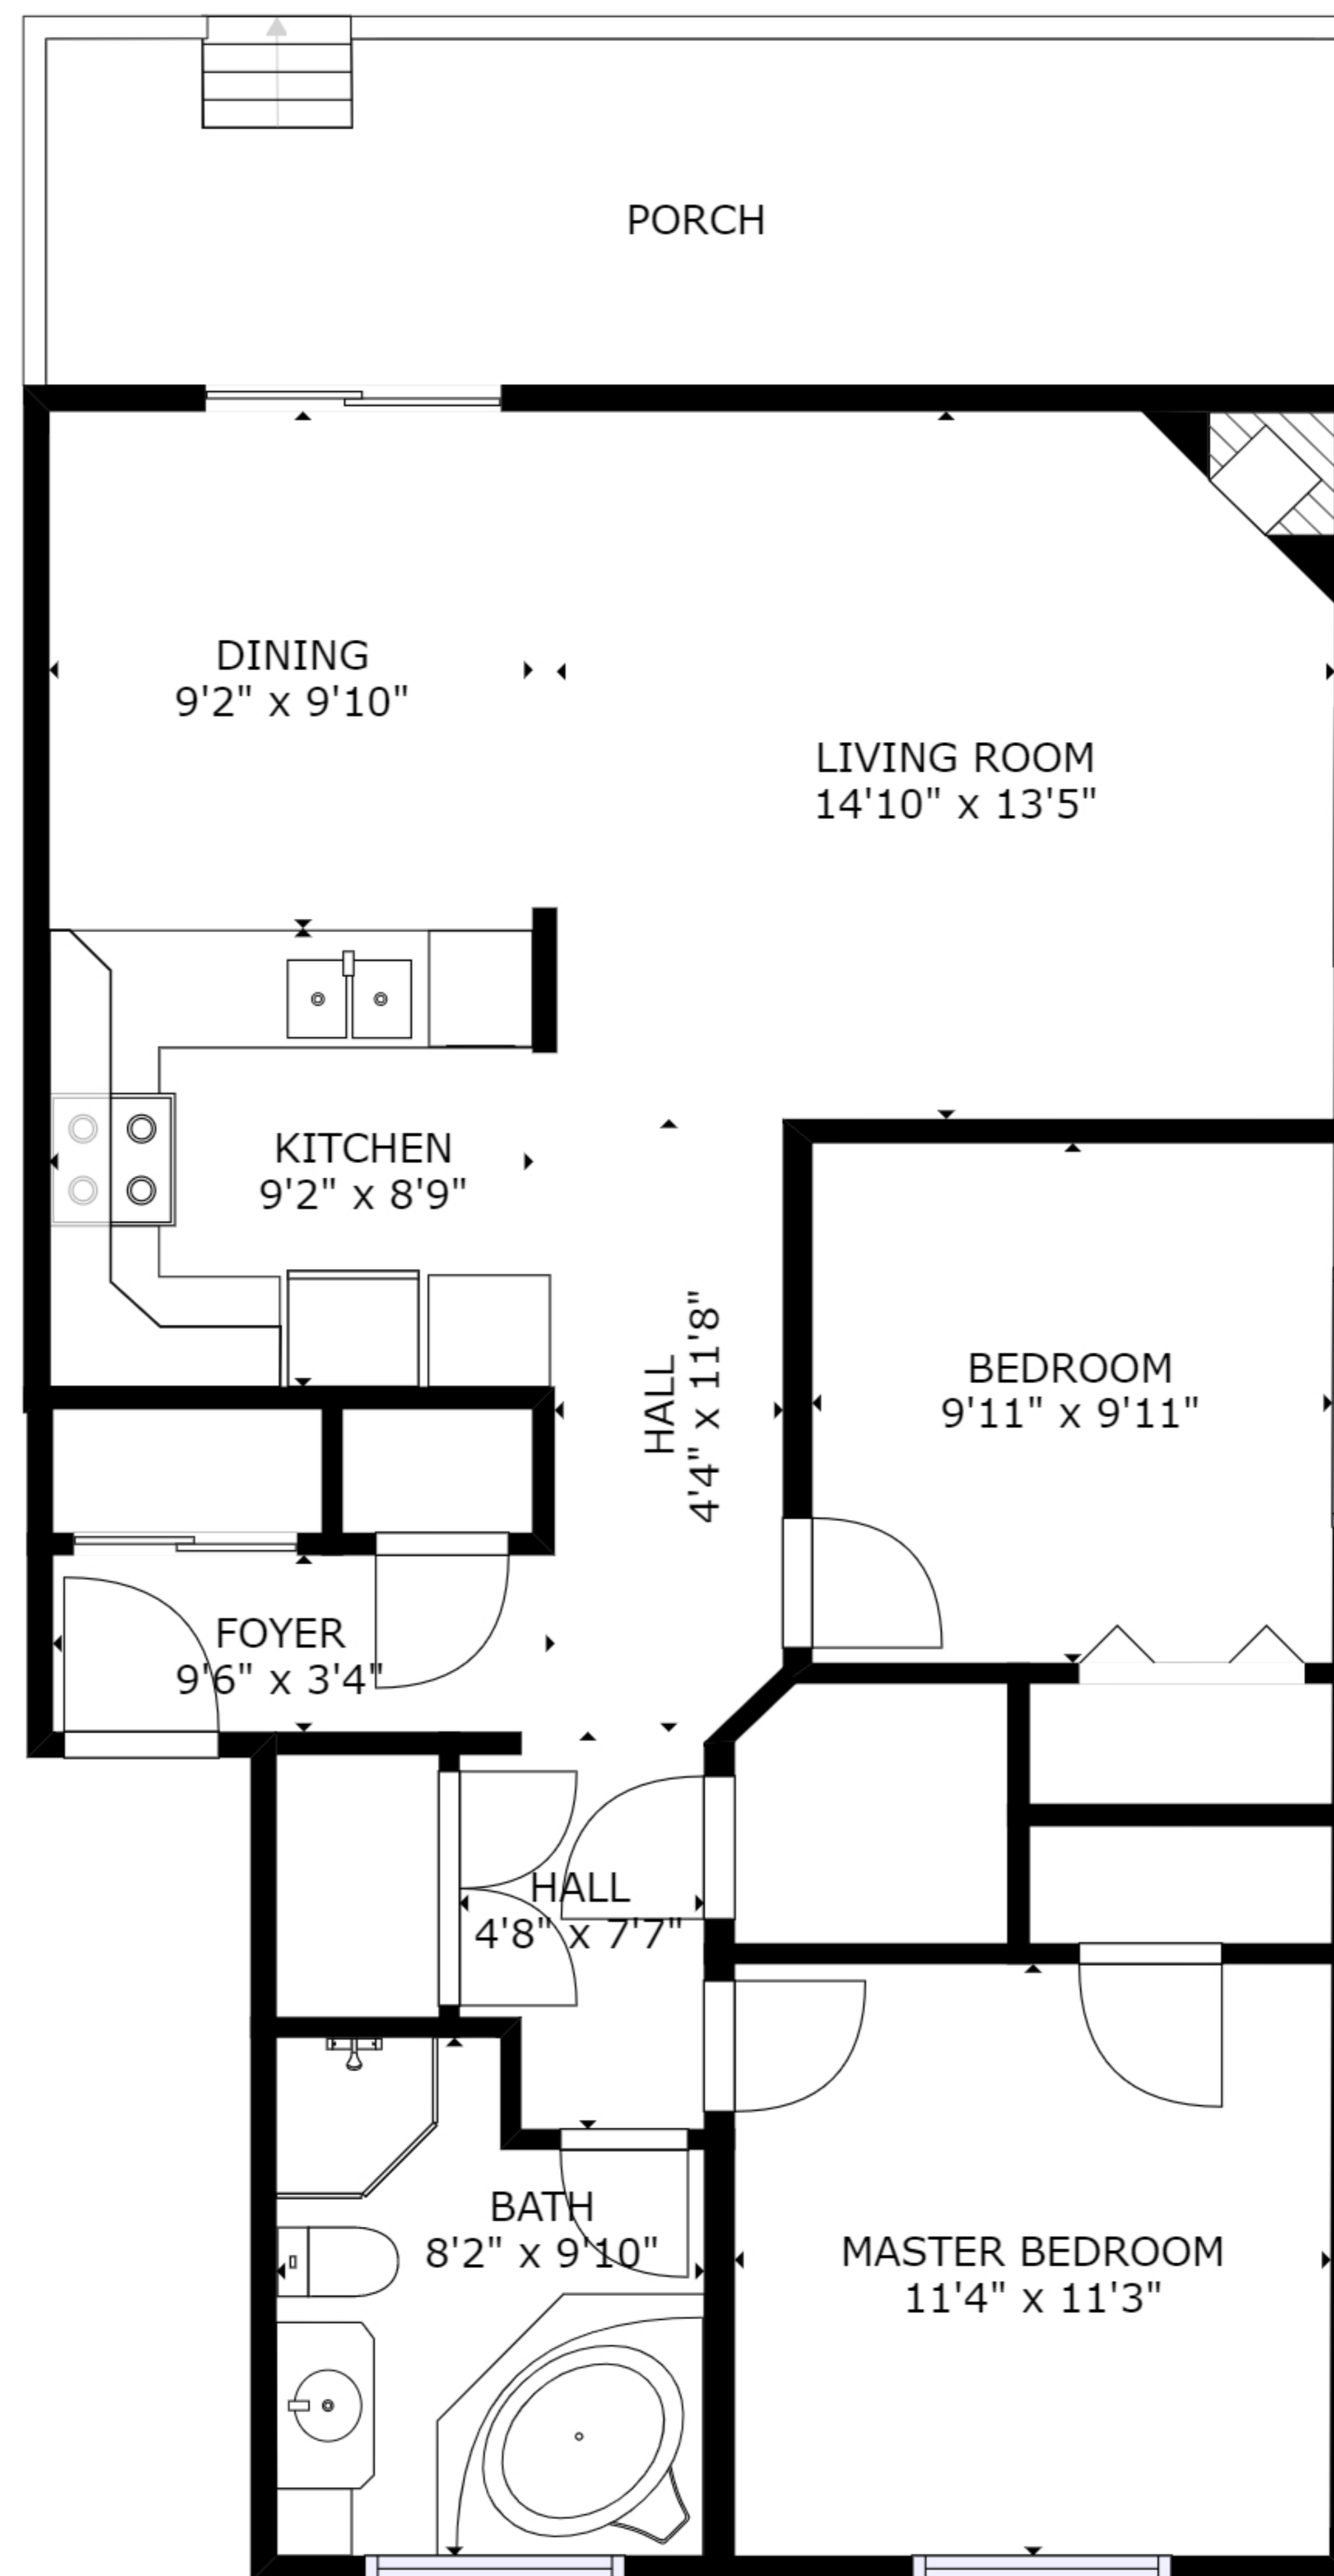 PORCH
DINING
9'2" x 9'10"
LIVING ROOM
14'10" x 13'5"
KITCHEN
9'2" x 8'9"
HALL
4'4" x 11'8"
BEDROOM
9'11" x 9'11"
FOYER
9'6" x 3'4"
HALL
4'8" x 7'7"
BATH
8'2" x 9'10"
MASTER BEDROOM
11'4" x 11'3"